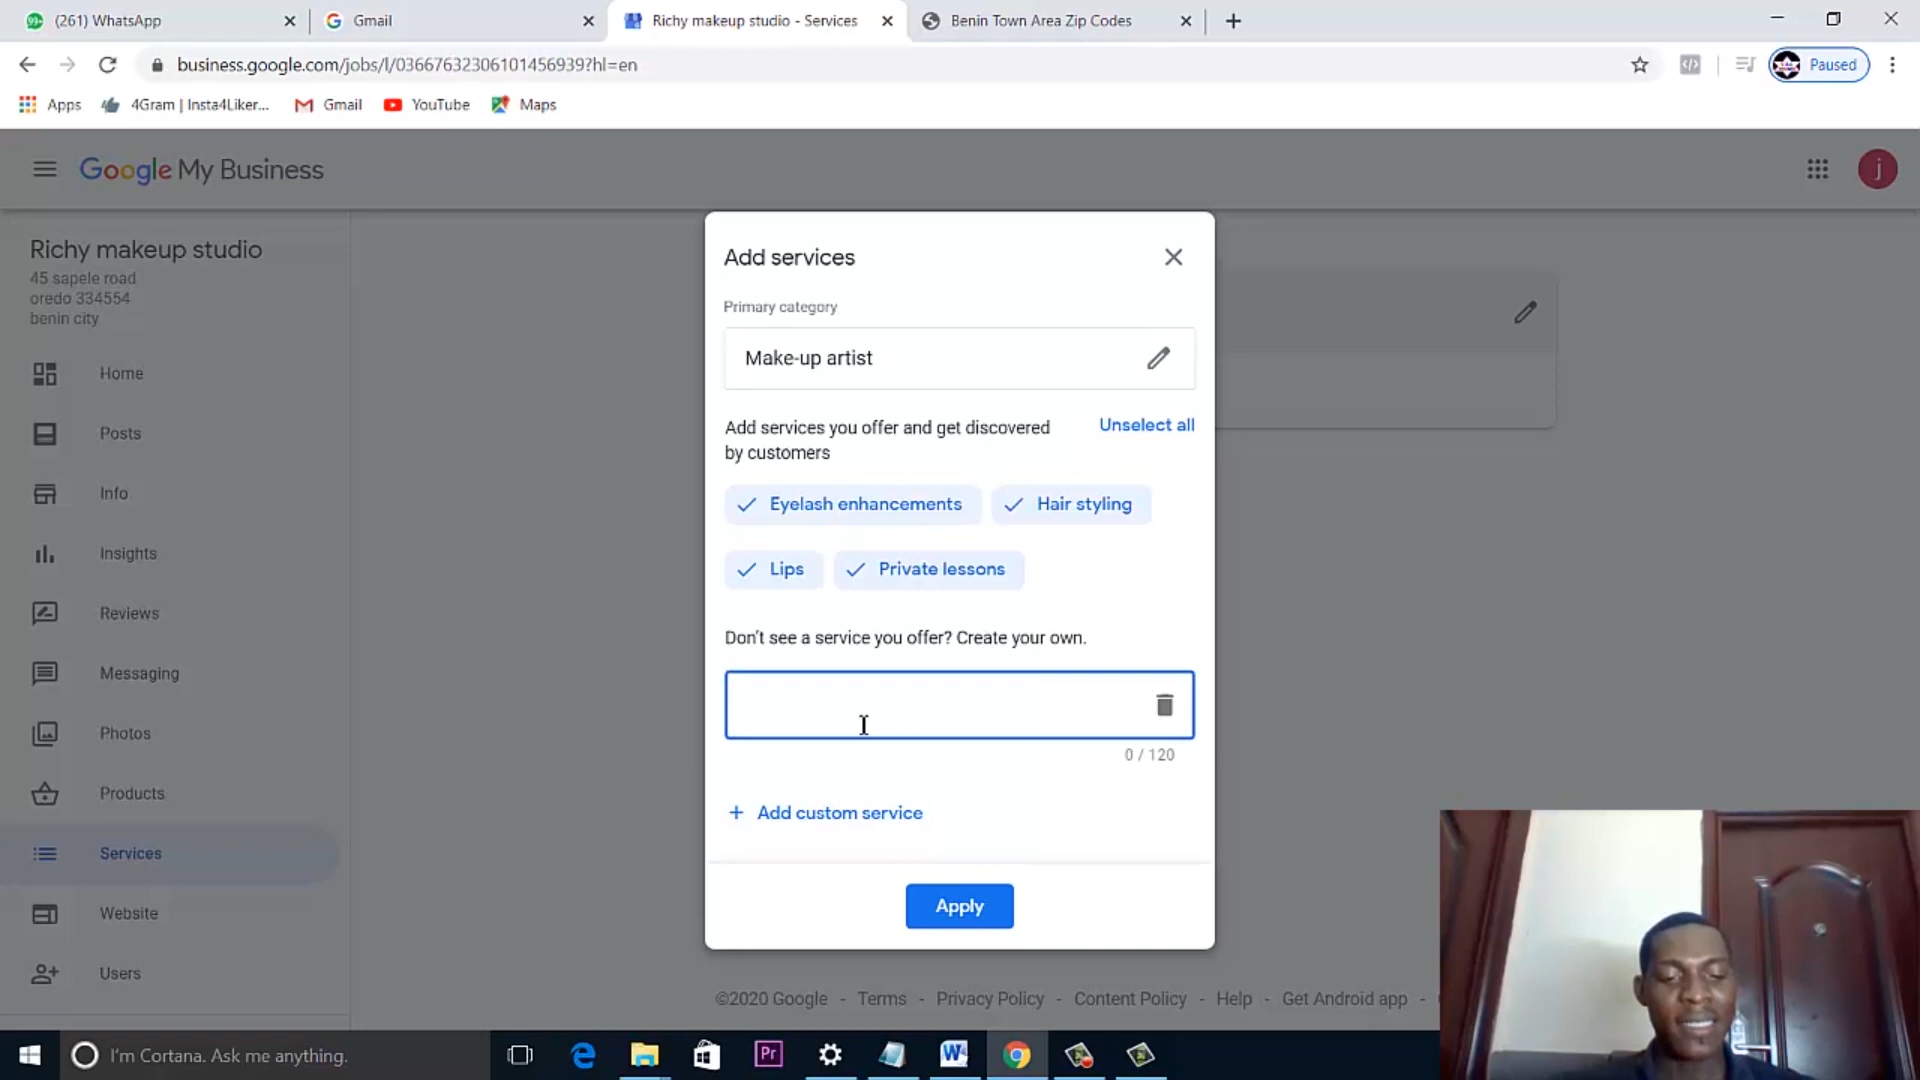 (261) WhatsApp
Gmail
Richy makeup studio - Services
Benin Town Area Zip Codes
business.google.com/jobs/l/03667632306101456939?hl=en
Paused
Apps
4Gram | Insta4Liker...
Gmail
YouTube
Maps
Google My Business
j
Richy makeup studio
45 sapele road
oredo 334554
benin city
Home
Posts
Info
Insights
Reviews
Messaging
Photos
Products
Services
Website
Users
Add services
Primary category
Make-up artist
Add services you offer and get discovered
by customers
Unselect all
Eyelash enhancements
Hair styling
Lips
Private lessons
Don't see a service you offer? Create your own.
0 / 120
+ Add custom service
Apply
©2020 Google - Terms - Privacy Policy - Content Policy - Help - Get Android app -
I'm Cortana. Ask me anything.
Pr